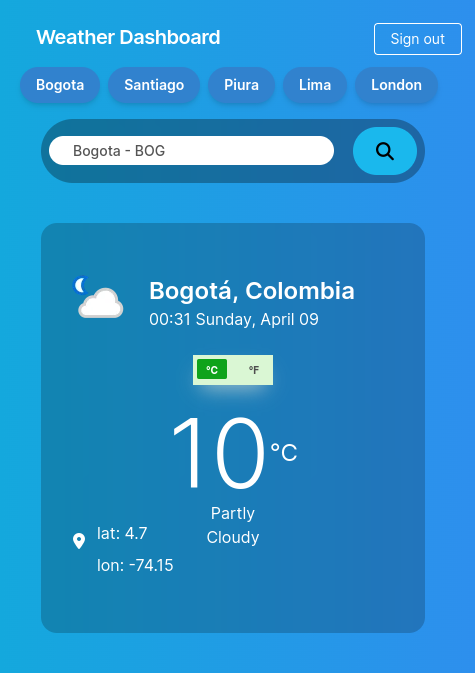 Weather Dashboard
Sign out
Bogota Santiago Piura Lima London
Bogota - BOG
Bogotá, Colombia
00:31 Sunday, April 09
°C °F
10 °C
Partly
Cloudy
lat: 4.7
lon: -74.15